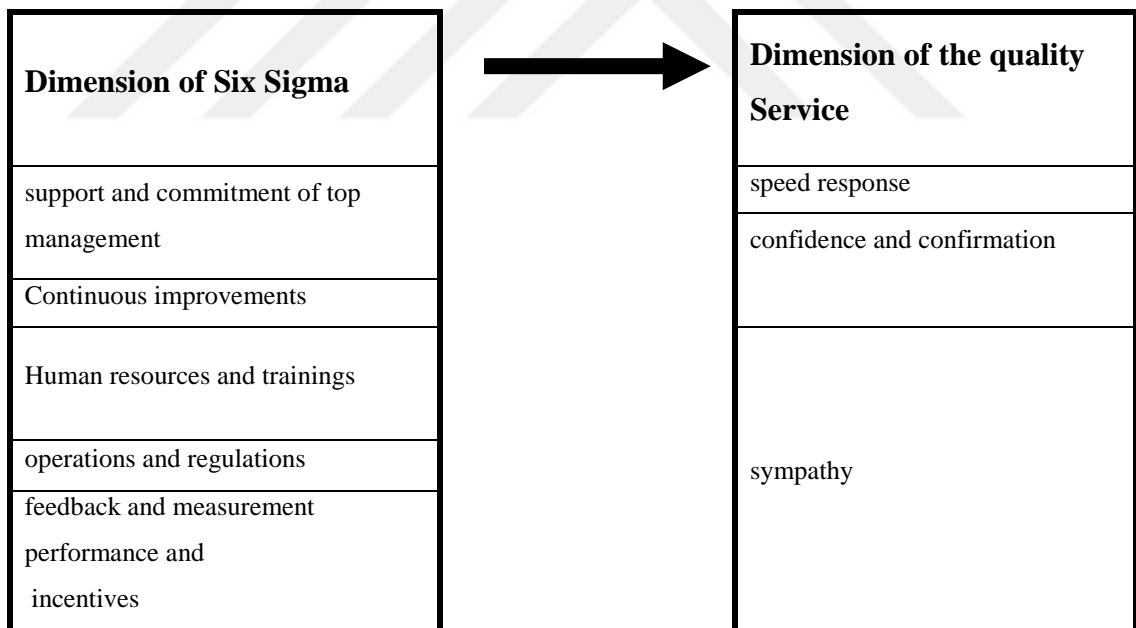 Dimension of Six Sigma
support and commitment of top
management
Continuous improvements
Human resources and trainings
operations and regulations
feedback and measurement
performance and
incentives
Dimension of the quality
Service
speed response
confidence and confirmation
sympathy